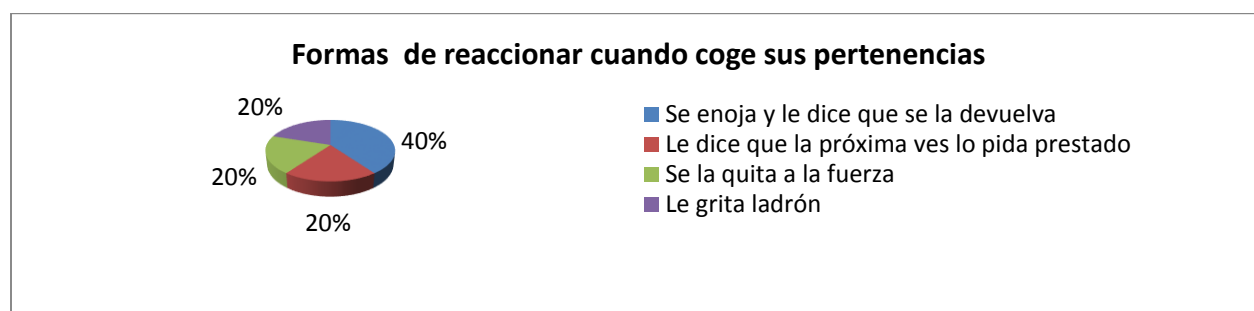 Formas de reaccionar cuando coge sus pertenencias
20%
40%
20%
20%
Se enoja y le dice que se la devuelva
Le dice que la próxima ves lo pida prestado
Se la quita a la fuerza
Le grita ladrón